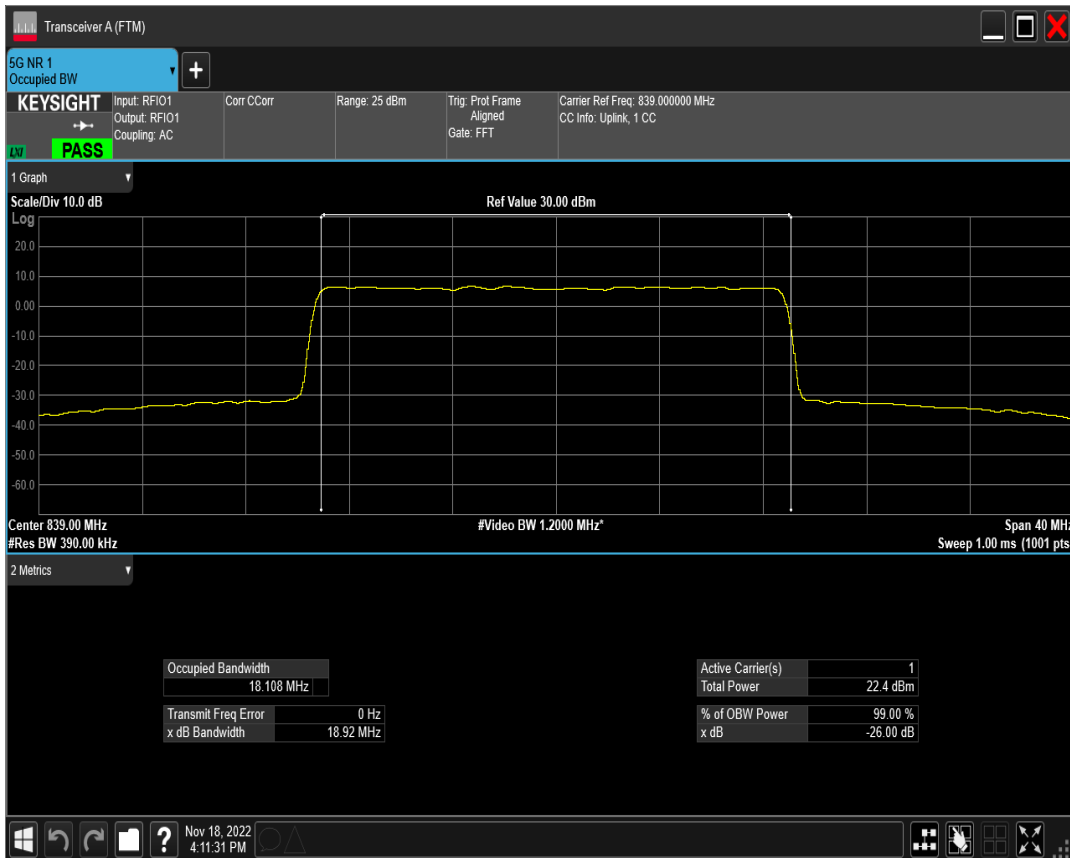 Transceiver A (FTM)
5G NR 1
Occupied BW
+
KEYSIGHT
LXI
PASS
Input: RFIO1
Output: RFIO1
Coupling: AC
Corr CCorr
Range: 25 dBm
Trig: Prot Frame
Aligned
Gate: FFT
Carrier Ref Freq: 839.000000 MHz
CC Info: Uplink, 1 CC
1 Graph
Scale/Div 10.0 dB
Ref Value 30.00 dBm
Log
20.0
10.0
0.00
-10.0
-20.0
-30.0
-40.0
-50.0
-60.0
Center 839.00 MHz
#Video BW 1.2000 MHz*
Span 40 MHz
#Res BW 390.00 kHz
Sweep 1.00 ms (1001 pts
2 Metrics
Occupied Bandwidth
18.108 MHz
Transmit Freq Error 0 Hz
x dB Bandwidth 18.92 MHz
Active Carrier(s) 1
Total Power 22.4 dBm
% of OBW Power 99.00 %
x dB -26.00 dB
?
Nov 18, 2022
4:11:31 PM